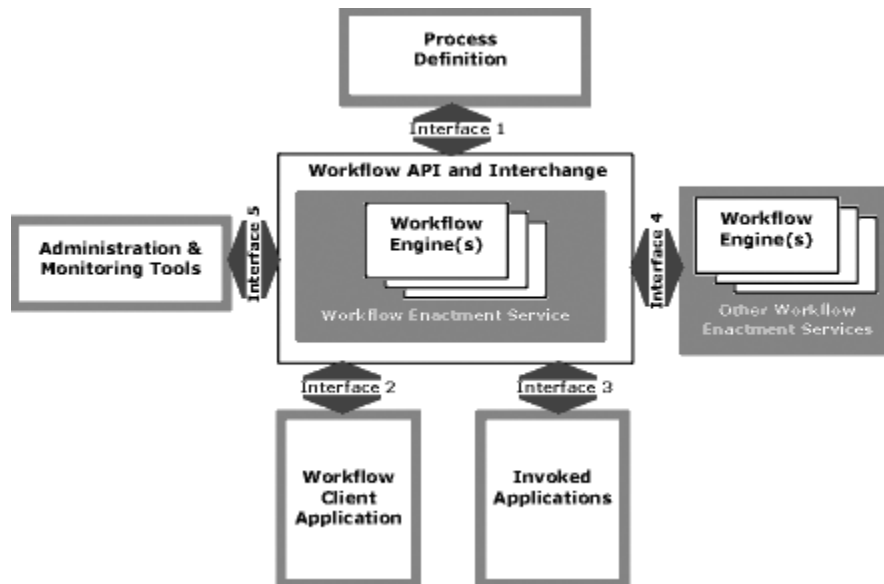 Process
Definition
Interface 1
Workflow API and Interchange
Workflow
Engine(s)
Workflow Enactment Service
Administration &
Monitoring Tools
Interface 5
Interface 4
Workflow
Engine(s)
Other Workflow
Enactment Services
Interface 2
Interface 3
Workflow
Client
Application
Invoked
Applications